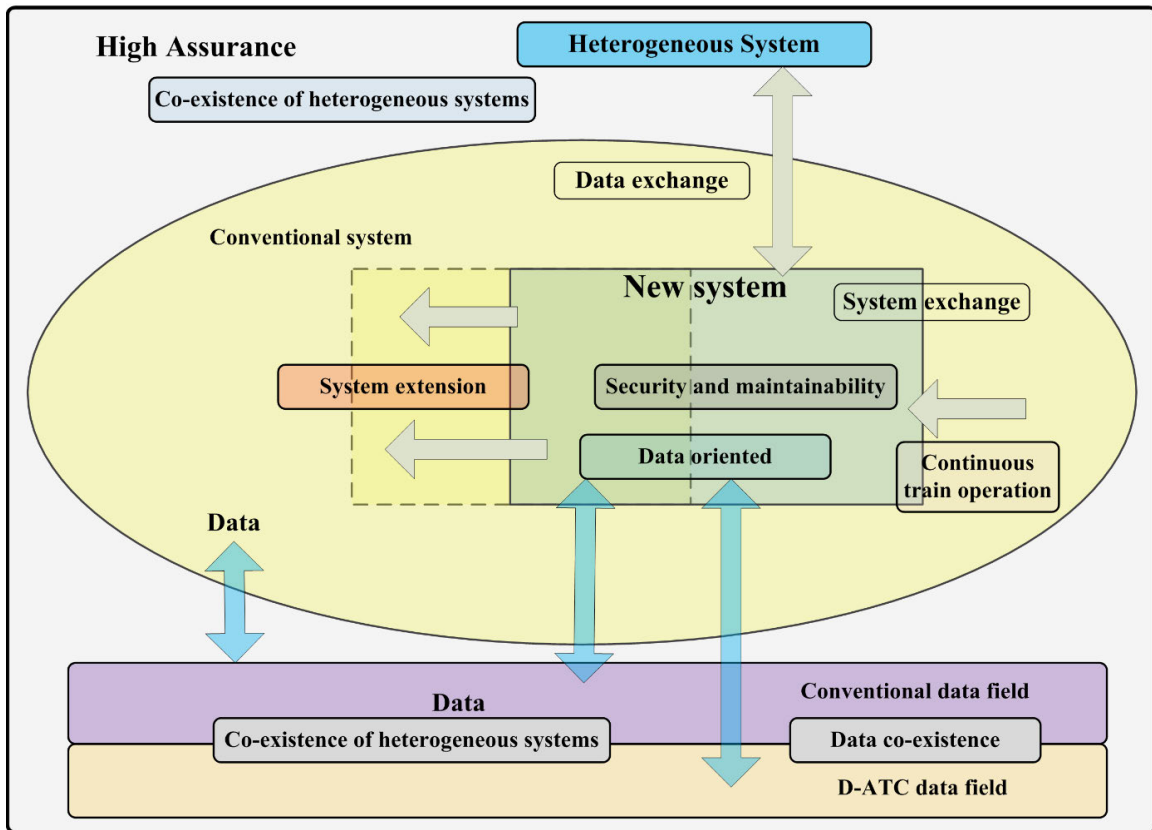 High Assurance
Heterogeneous System
Co-existence of heterogeneous systems
Data exchange
Conventional system
New system
System exchange
System extension
Security and maintainability
Data oriented
Continuous
train operation
Data
Conventional data field
Data
Co-existence of heterogeneous systems
Data co-existence
D-ATC data field